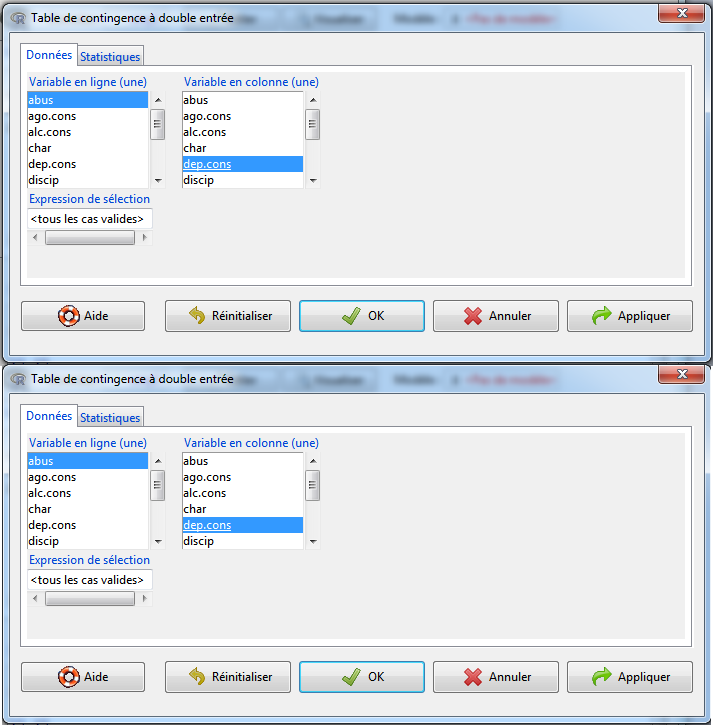 Table de contingence à double entrée
Données Statistiques
Variable en ligne (une) Variable en colonne (une)
abus abus
ago.cons ago.cons
alc.cons alc.cons
char char
dep.cons dep.cons
discip discip
Expression de sélection
<tous les cas valides>
Aide Réinitialiser OK Annuler Appliquer
Table de contingence à double entrée
Données Statistiques
Variable en ligne (une) Variable en colonne (une)
abus abus
ago.cons ago.cons
alc.cons alc.cons
char char
dep.cons dep.cons
discip discip
Expression de sélection
<tous les cas valides>
Aide Réinitialiser OK Annuler Appliquer